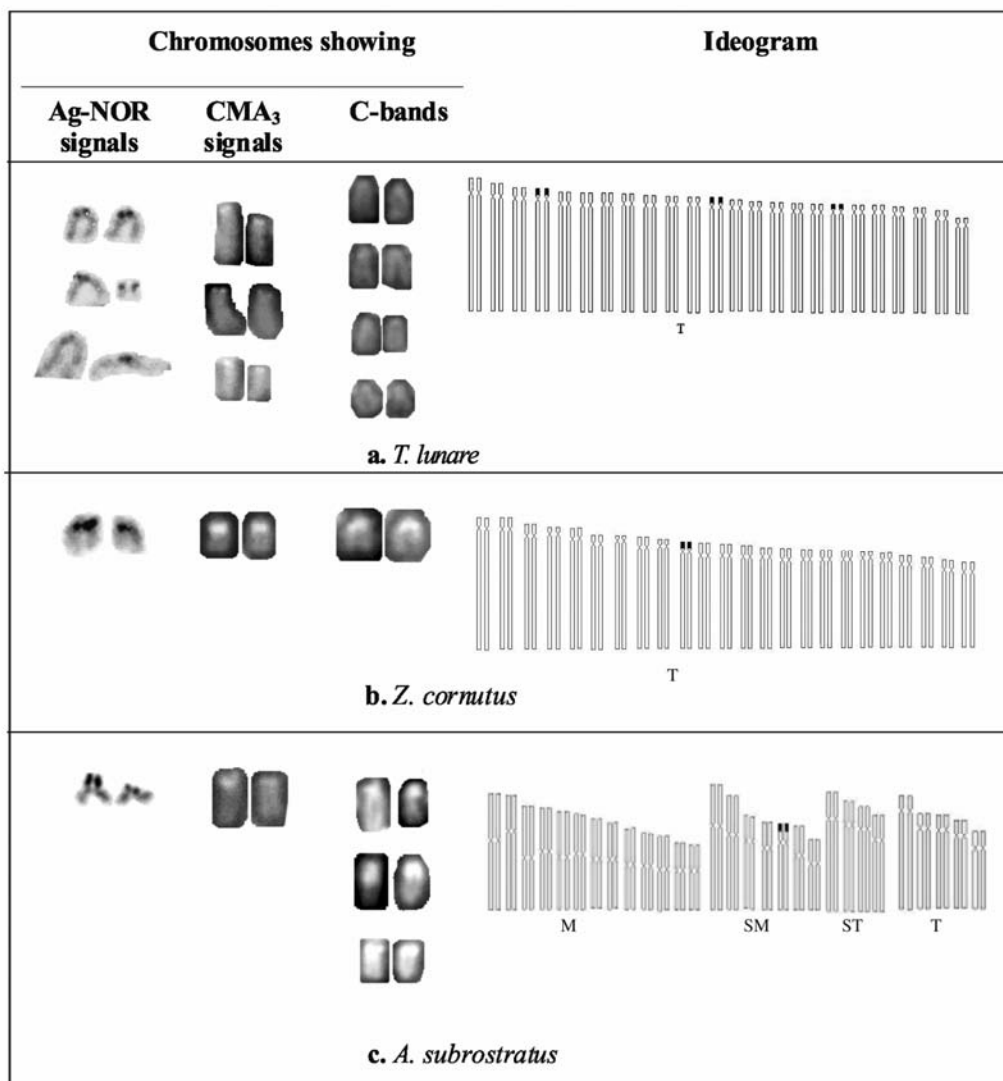 Chromosomes showing
Ideogram
Ag-NOR signals
CMA₃ signals
C-bands
T
a. T. lunare
T
b. Z. cornutus
M
SM
ST
T
c. A. subrostratus